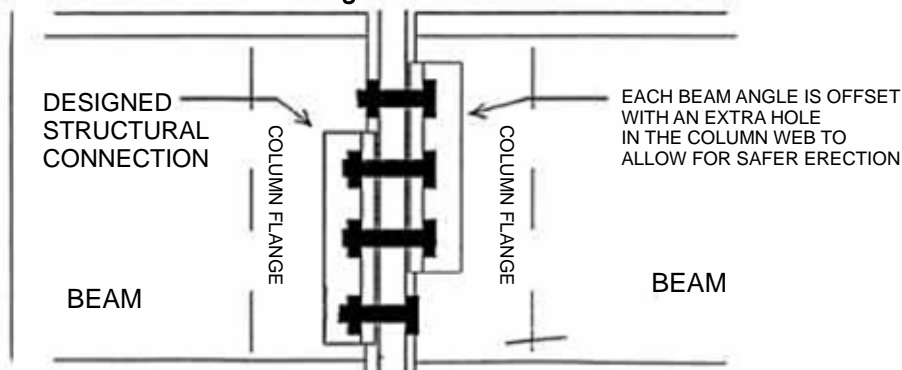 DESIGNED
STRUCTURAL
CONNECTION
COLUMN FLANGE
BEAM
COLUMN FLANGE
EACH BEAM ANGLE IS OFFSET
WITH AN EXTRA HOLE
IN THE COLUMN WEB TO
ALLOW FOR SAFER ERECTION
BEAM